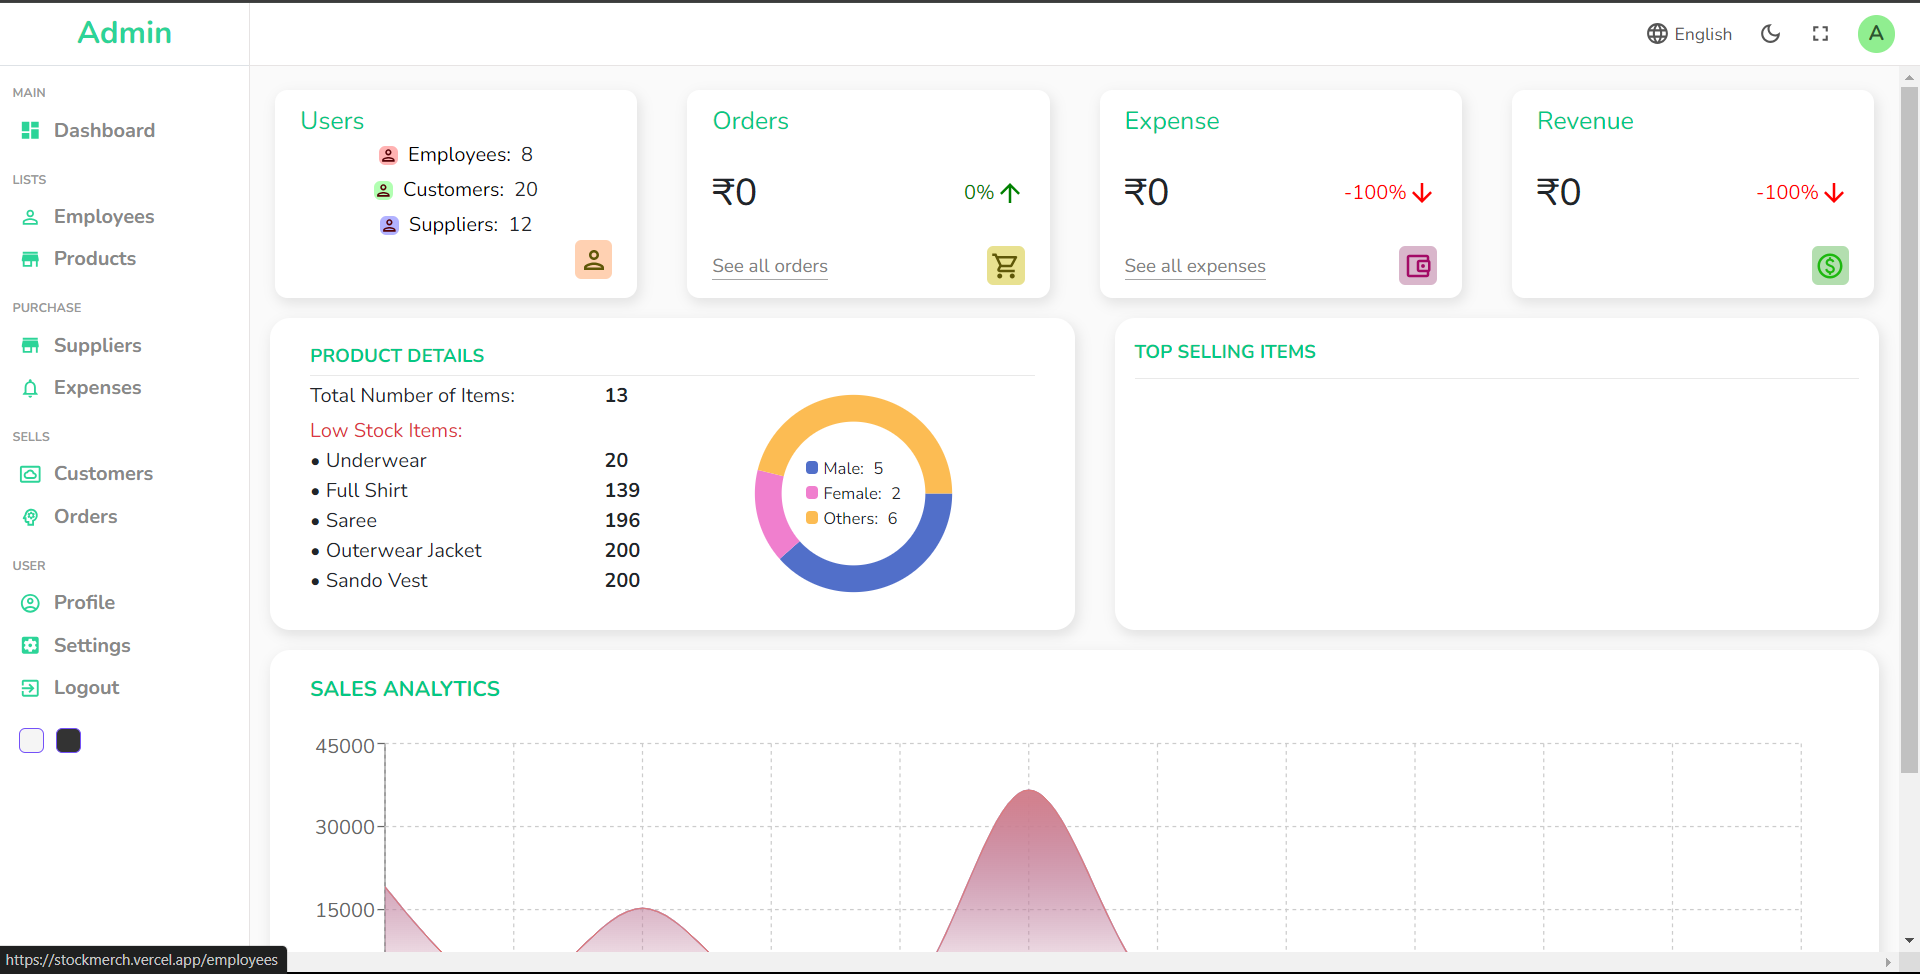 Admin
English
A
MAIN
Dashboard
LISTS
Employees
Products
PURCHASE
Suppliers
Expenses
SELLS
Customers
Orders
USER
Profile
Settings
Logout
Users
Employees: 8
Customers: 20
Suppliers: 12
Orders
₹0
0%
See all orders
Expense
₹0
-100%
See all expenses
Revenue
₹0
-100%
PRODUCT DETAILS
Total Number of Items: 13
Low Stock Items:
• Underwear 20
• Full Shirt 139
• Saree 196
• Outerwear Jacket 200
• Sando Vest 200
Male: 5
Female: 2
Others: 6
TOP SELLING ITEMS
SALES ANALYTICS
45000
30000
15000
https://stockmerch.vercel.app/employees